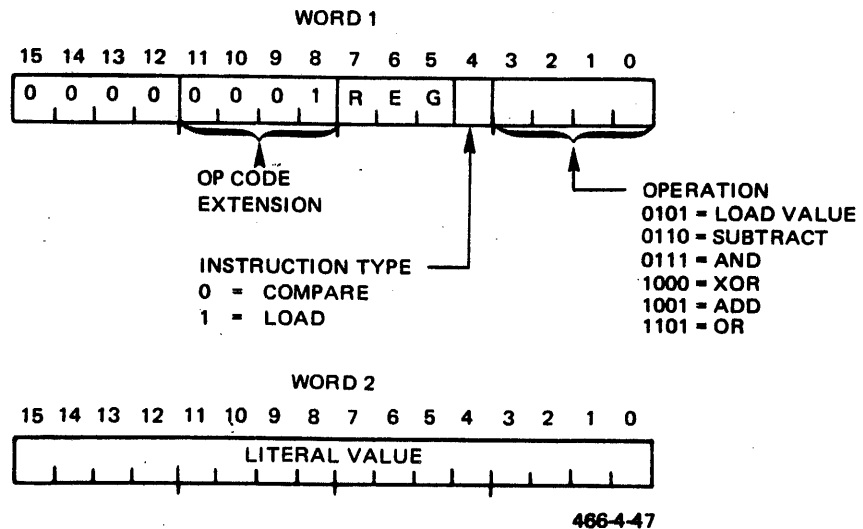 WORD 1
15 14 13 12 11 10 9 8 7 6 5 4 3 2 1 0
0 0 0 0 0 0 0 1 R E G
OP CODE
EXTENSION
OPERATION
0101 = LOAD VALUE
0110 = SUBTRACT
0111 = AND
1000 = XOR
1001 = ADD
1101 = OR
INSTRUCTION TYPE
0 = COMPARE
1 = LOAD
WORD 2
15 14 13 12 11 10 9 8 7 6 5 4 3 2 1 0
LITERAL VALUE
466-4-47